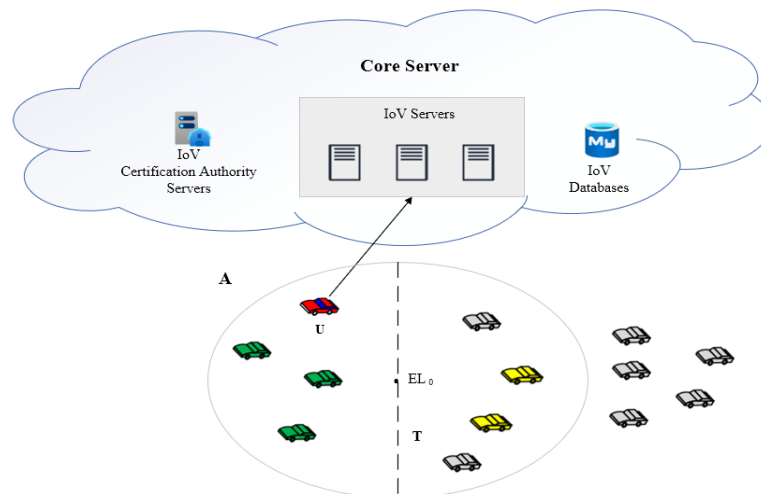 Core Server
IoV Servers
IoV
Certification Authority
Servers
My
IoV
Databases
A
U
EL 0
T